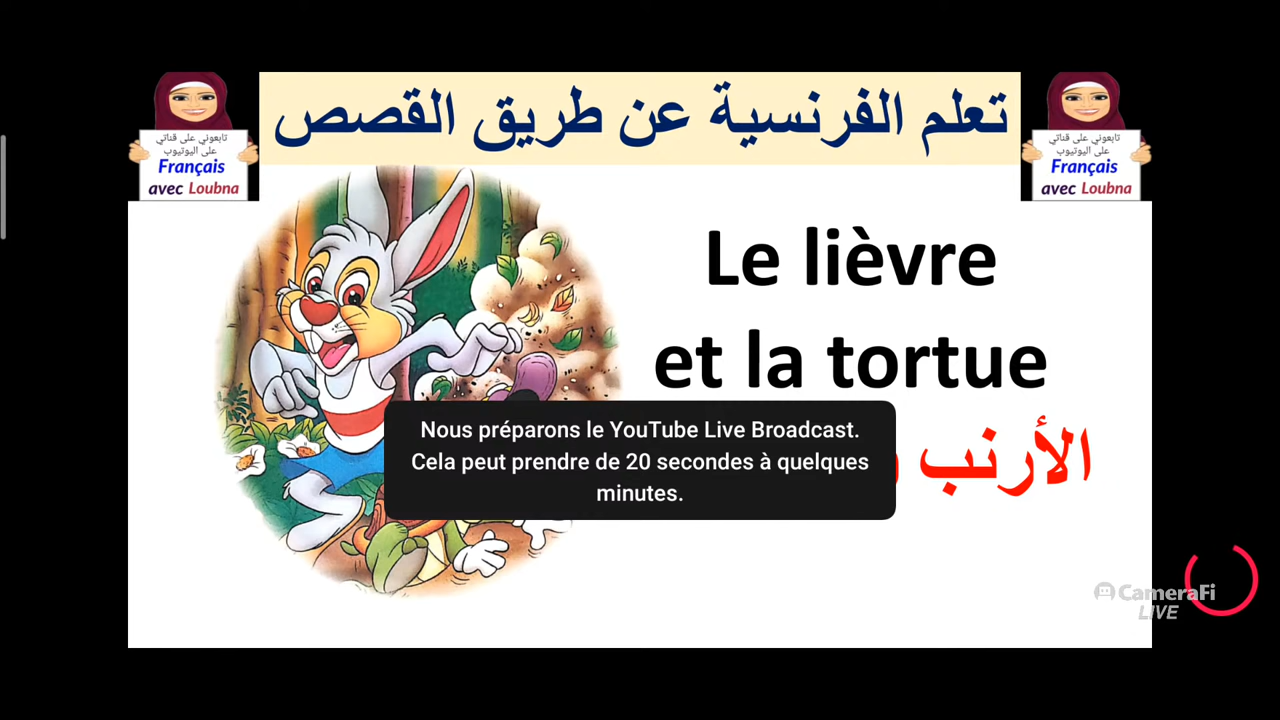 تعلم الفرنسية عن طريق القصص
تابعوني على قناتي
على اليوتيوب
Français
avec Loubna
تابعوني على قناتي
على اليوتيوب
Français
avec Loubna
Le lièvre
et la tortue
الأرنب
Nous préparons le YouTube Live Broadcast.
Cela peut prendre de 20 secondes à quelques
minutes.
CameraFi
LIVE